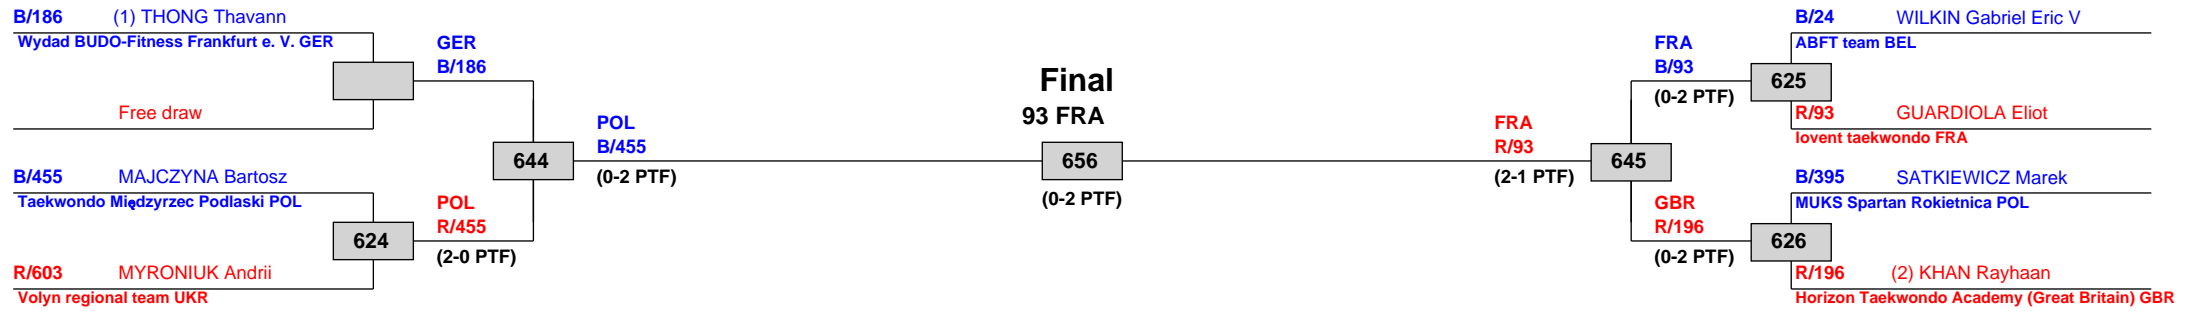 B/186 (1) THONG Thavann
Wydad BUDO-Fitness Frankfurt e. V. GER
Free draw
GER
B/186
B/455 MAJCZYNA Bartosz
Taekwondo Międzyrzec Podlaski POL
624
R/603 MYRONIUK Andrii
Volyn regional team UKR
POL
R/455
(2-0 PTF)
644
POL
B/455
(0-2 PTF)
Final
93 FRA
656
(0-2 PTF)
FRA
R/93
(2-1 PTF)
645
FRA
B/93
(0-2 PTF)
GBR
R/196
(0-2 PTF)
B/24 WILKIN Gabriel Eric V
ABFT team BEL
625
R/93 GUARDIOLA Eliot
Iovent taekwondo FRA
B/395 SATKIEWICZ Marek
MUKS Spartan Rokietnica POL
626
R/196 (2) KHAN Rayhaan
Horizon Taekwondo Academy (Great Britain) GBR